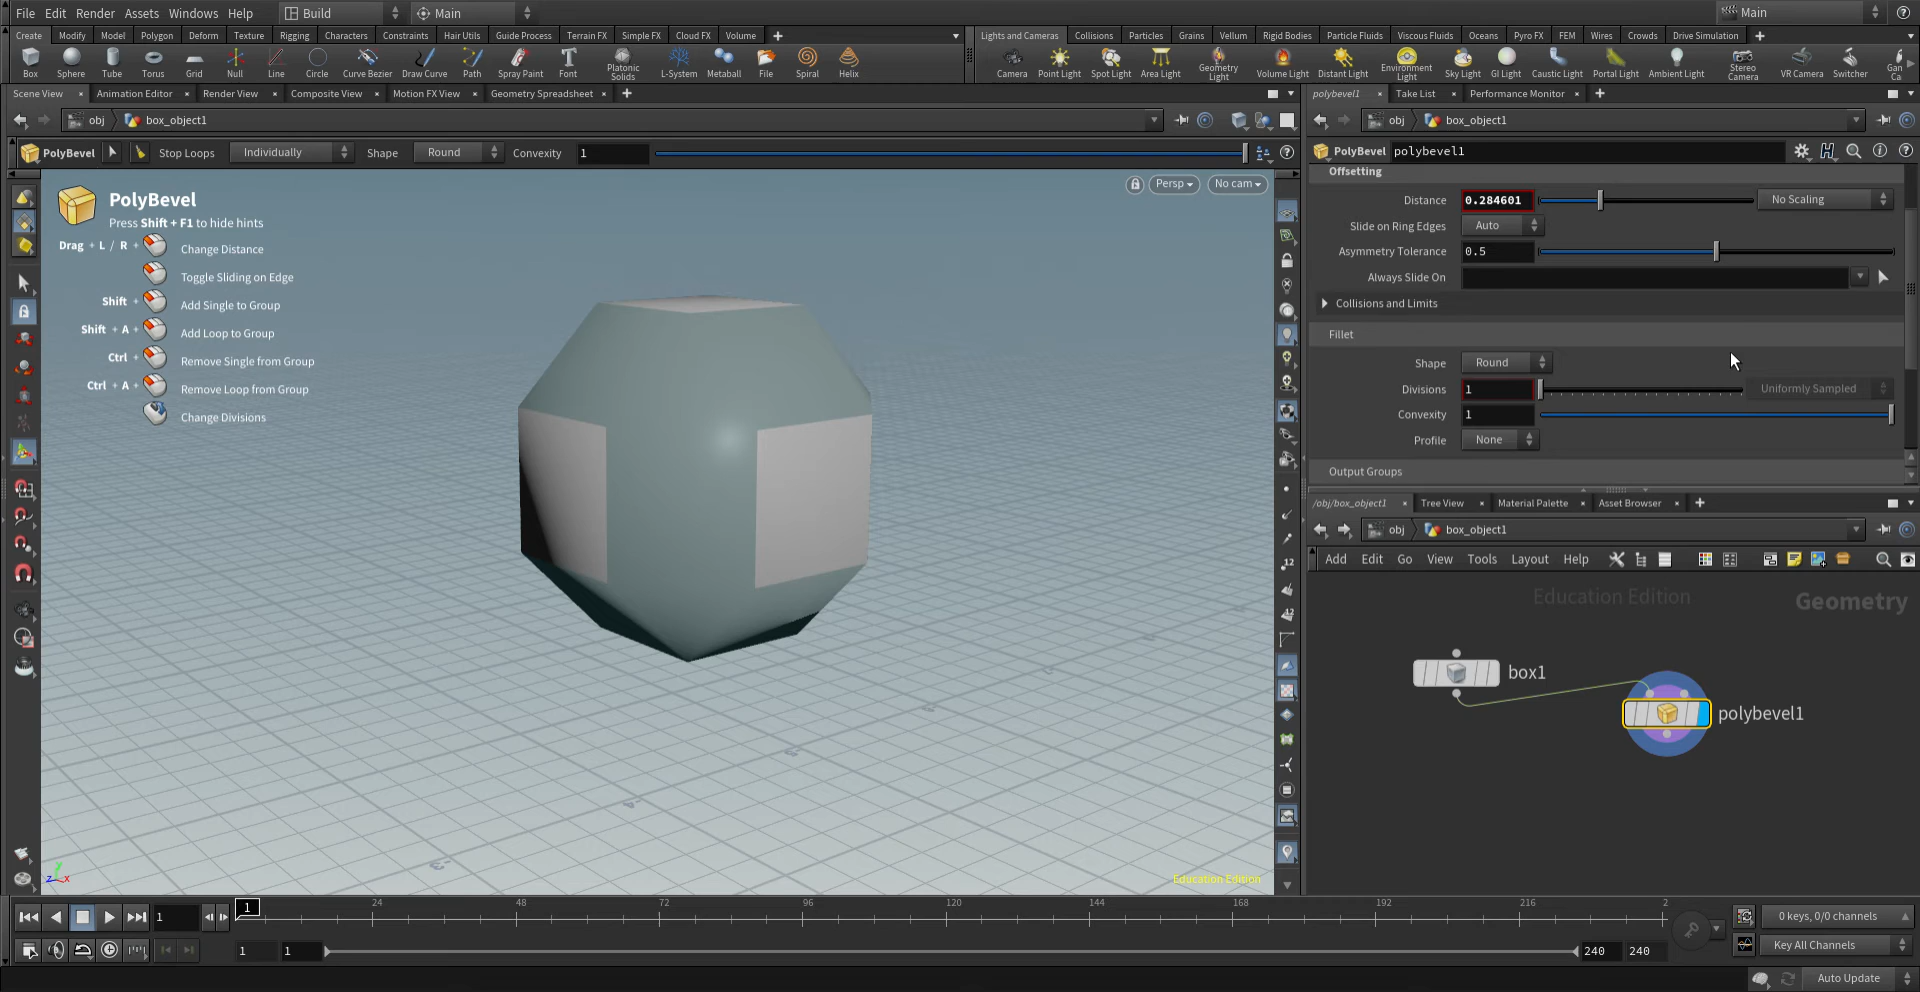 File Edit Render Assets Windows Help Build Main Main
Create Modify Model Polygon Deform Texture Rigging Characters Constraints Hair Utils Guide Process Terrain FX Simple FX Cloud FX Volume
Lights and Cameras Collisions Particles Grains Vellum Rigid Bodies Particle Fluids Viscous Fluids Oceans Pyro FX FEM Wires Crowds Drive Simulation
Box Sphere Tube Torus Grid Null Line Circle Curve Bezier Draw Curve Path Spray Paint Font Platonic Solids L-System Metaball File Spiral Helix
Camera Point Light Spot Light Area Light Geometry Light Volume Light Distant Light Environment Light Sky Light GI Light Caustic Light Portal Light Ambient Light Stereo Camera VR Camera Switcher Gan Ca
Scene View Animation Editor Render View Composite View Motion FX View Geometry Spreadsheet
polybevel1 Take List Performance Monitor
obj box_object1
obj box_object1
PolyBevel Stop Loops Individually Shape Round Convexity 1
PolyBevel polybevel1
PolyBevel
Press Shift + F1 to hide hints
Drag + L / R + Change Distance
Toggle Sliding on Edge
Shift + Add Single to Group
Shift + A + Add Loop to Group
Ctrl + Remove Single from Group
Ctrl + A + Remove Loop from Group
Change Divisions
Persp No cam
Offsetting
Distance 0.284601 No Scaling
Slide on Ring Edges Auto
Asymmetry Tolerance 0.5
Always Slide On
Collisions and Limits
Fillet
Shape Round
Divisions 1 Uniformly Sampled
Convexity 1
Profile None
Output Groups
/obj/box_object1 Tree View Material Palette Asset Browser
obj box_object1
Add Edit Go View Tools Layout Help
Education Edition
Geometry
box1
polybevel1
z y x
Education Edition
1 1 24 48 72 96 120 144 168 192 216 2
0 keys, 0/0 channels
1 1 240 240
Key All Channels
Auto Update